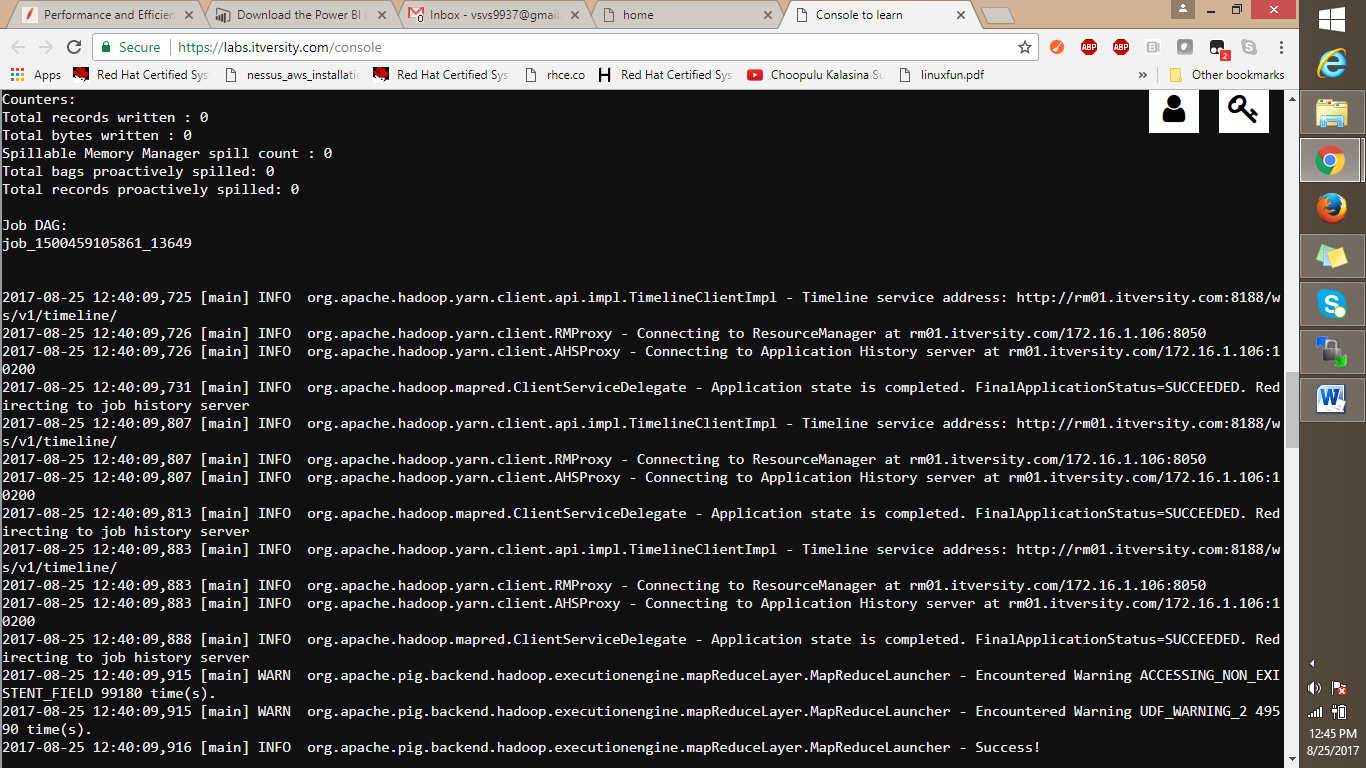 Performance and Efficien
Download the Power BI i
Inbox - vsvs9937@gmail
home
Console to learn
Secure
https://labs.itversity.com/console
ABP
ABP
B
2
Apps
Red Hat Certified Sys
nessus_aws_installatio
Red Hat Certified Sys
rhce.co
H
Red Hat Certified Sys
Choopulu Kalasina Su
linuxfun.pdf
»
Other bookmarks
Counters:
Total records written : 0
Total bytes written : 0
Spillable Memory Manager spill count : 0
Total bags proactively spilled: 0
Total records proactively spilled: 0
Job DAG:
job_1500459105861_13649
2017-08-25 12:40:09,725 [main] INFO  org.apache.hadoop.yarn.client.api.impl.TimelineClientImpl - Timeline service address: http://rm01.itversity.com:8188/w
s/v1/timeline/
2017-08-25 12:40:09,726 [main] INFO  org.apache.hadoop.yarn.client.RMProxy - Connecting to ResourceManager at rm01.itversity.com/172.16.1.106:8050
2017-08-25 12:40:09,726 [main] INFO  org.apache.hadoop.yarn.client.AHSProxy - Connecting to Application History server at rm01.itversity.com/172.16.1.106:1
0200
2017-08-25 12:40:09,731 [main] INFO  org.apache.hadoop.mapred.ClientServiceDelegate - Application state is completed. FinalApplicationStatus=SUCCEEDED. Red
irecting to job history server
2017-08-25 12:40:09,807 [main] INFO  org.apache.hadoop.yarn.client.api.impl.TimelineClientImpl - Timeline service address: http://rm01.itversity.com:8188/w
s/v1/timeline/
2017-08-25 12:40:09,807 [main] INFO  org.apache.hadoop.yarn.client.RMProxy - Connecting to ResourceManager at rm01.itversity.com/172.16.1.106:8050
2017-08-25 12:40:09,807 [main] INFO  org.apache.hadoop.yarn.client.AHSProxy - Connecting to Application History server at rm01.itversity.com/172.16.1.106:1
0200
2017-08-25 12:40:09,813 [main] INFO  org.apache.hadoop.mapred.ClientServiceDelegate - Application state is completed. FinalApplicationStatus=SUCCEEDED. Red
irecting to job history server
2017-08-25 12:40:09,883 [main] INFO  org.apache.hadoop.yarn.client.api.impl.TimelineClientImpl - Timeline service address: http://rm01.itversity.com:8188/w
s/v1/timeline/
2017-08-25 12:40:09,883 [main] INFO  org.apache.hadoop.yarn.client.RMProxy - Connecting to ResourceManager at rm01.itversity.com/172.16.1.106:8050
2017-08-25 12:40:09,883 [main] INFO  org.apache.hadoop.yarn.client.AHSProxy - Connecting to Application History server at rm01.itversity.com/172.16.1.106:1
0200
2017-08-25 12:40:09,888 [main] INFO  org.apache.hadoop.mapred.ClientServiceDelegate - Application state is completed. FinalApplicationStatus=SUCCEEDED. Red
irecting to job history server
2017-08-25 12:40:09,915 [main] WARN  org.apache.pig.backend.hadoop.executionengine.mapReduceLayer.MapReduceLauncher - Encountered Warning ACCESSING_NON_EXI
STENT_FIELD 99180 time(s).
2017-08-25 12:40:09,915 [main] WARN  org.apache.pig.backend.hadoop.executionengine.mapReduceLayer.MapReduceLauncher - Encountered Warning UDF_WARNING_2 495
90 time(s).
2017-08-25 12:40:09,916 [main] INFO  org.apache.pig.backend.hadoop.executionengine.mapReduceLayer.MapReduceLauncher - Success!
12:45 PM
8/25/2017